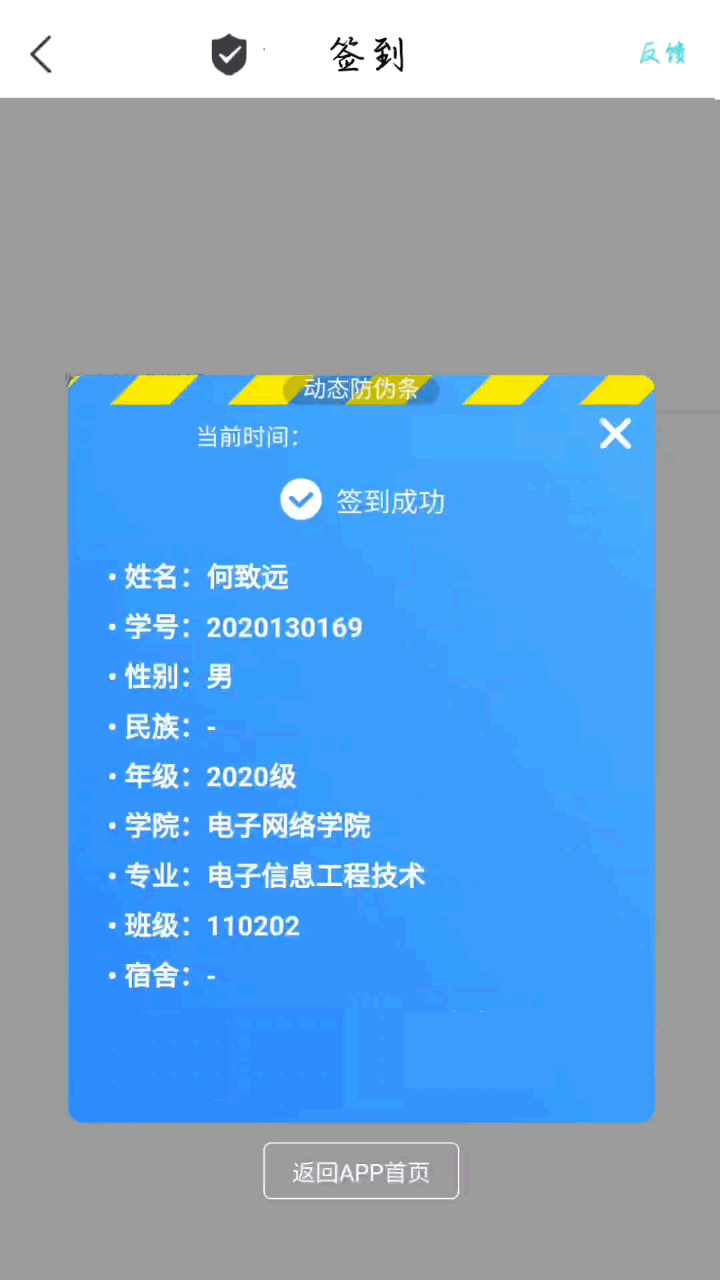 签到
反馈
动态防伪条
当前时间：
签到成功
• 姓名：何致远
• 学号：2020130169
• 性别：男
• 民族：-
• 年级：2020级
• 学院：电子网络学院
• 专业：电子信息工程技术
• 班级：110202
• 宿舍：-
返回APP首页